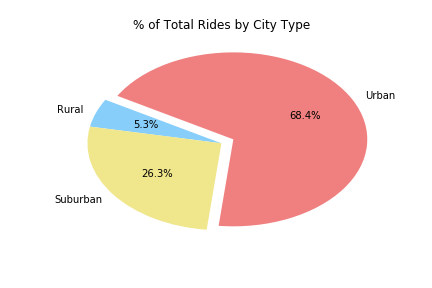 % of Total Rides by City Type
Urban
68.4%
Rural
5.3%
26.3%
Suburban